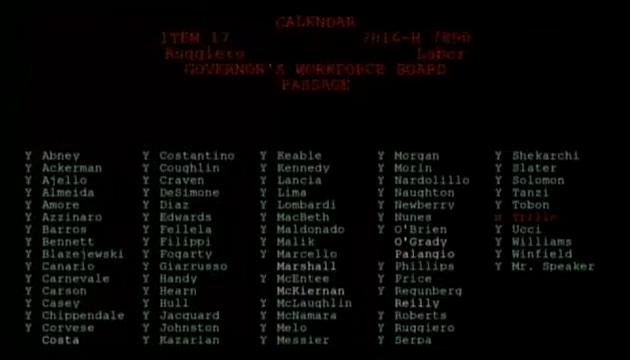 CALENDAR
ITEM 17 2016-H 7890
Ruggiero Labor
GOVERNOR'S WORKFORCE BOARD
PASSAGE
Y Abney Y Costantino Y Keable Y Morgan Y Shekarchi
Y Ackerman Y Coughlin Y Kennedy Y Morin Y Slater
Y Ajello Y Craven Y Lancia Y Nardolillo Y Solomon
Y Almeida Y DeSimone Y Lima Y Naughton Y Tanzi
Y Amore Y Diaz Y Lombardi Y Newberry Y Tobon
Y Azzinaro Y Edwards Y MacBeth Y Nunes N Trillo
Y Barros Y Fellela Y Maldonado Y O'Brien Y Ucci
Y Bennett Y Filippi Y Malik O'Grady Y Williams
Y Blazejewski Y Fogarty Y Marcello Palangio Y Winfield
Y Canario Y Giarrusso Marshall Y Phillips Y Mr. Speaker
Y Carnevale Y Handy Y McEntee Y Price
Y Carson Y Hearn McKiernan Y Regunberg
Y Casey Y Hull Y McLaughlin Reilly
Y Chippendale Y Jacquard Y McNamara Y Roberts
Y Corvese Y Johnston Y Melo Y Ruggiero
Costa Y Kazarian Y Messier Y Serpa